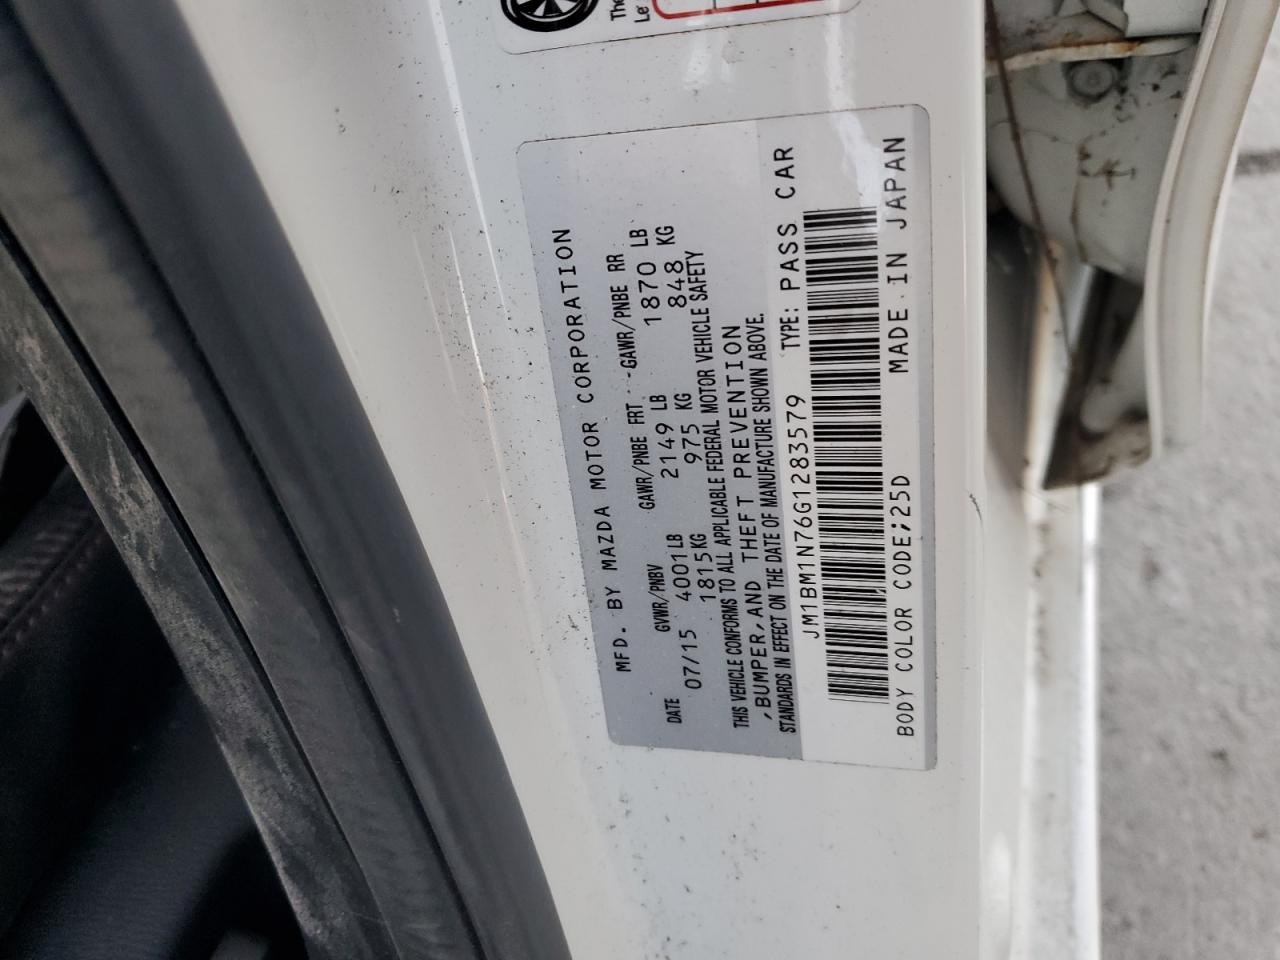 The
Le
MFD. BY MAZDA MOTOR CORPORATION
DATE GVWR/PNBV GAWR/PNBE FRT GAWR/PNBE RR
07/15 4001LB 2149 LB 1870 LB
1815KG 975 KG 848 KG
THIS VEHICLE CONFORMS TO ALL APPLICABLE FEDERAL MOTOR VEHICLE SAFETY
,BUMPER,AND THEFT PREVENTION
STANDARDS IN EFFECT ON THE DATE OF MANUFACTURE SHOWN ABOVE.
JM1BM1N76G1283579 TYPE: PASS CAR
BODY COLOR CODE;25D MADE IN JAPAN